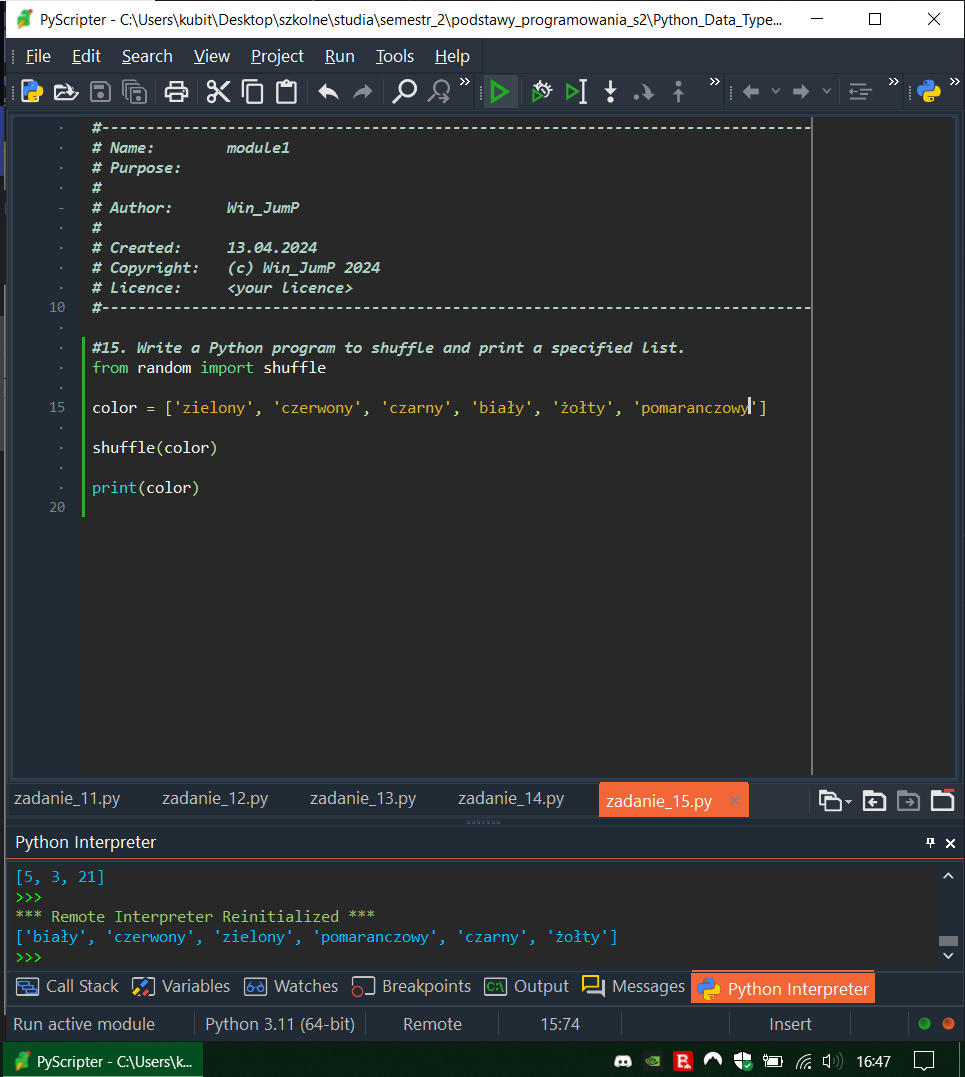 PyScripter - C:\Users\kubit\Desktop\szkolne\studia\semestr_2\podstawy_programowania_s2\Python_Data_Type...
File Edit Search View Project Run Tools Help
#-------------------------------------------------------------------------------
# Name:        module1
# Purpose:
#
# Author:      Win_JumP
#
# Created:     13.04.2024
# Copyright:   (c) Win_JumP 2024
# Licence:     <your licence>
10 #-------------------------------------------------------------------------------
#15. Write a Python program to shuffle and print a specified list.
from random import shuffle
15 color = ['zielony', 'czerwony', 'czarny', 'biały', 'żołty', 'pomaranczowy']
shuffle(color)
print(color)
20
zadanie_11.py zadanie_12.py zadanie_13.py zadanie_14.py zadanie_15.py
Python Interpreter
[5, 3, 21]
>>>
*** Remote Interpreter Reinitialized ***
['biały', 'czerwony', 'zielony', 'pomaranczowy', 'czarny', 'żołty']
>>>
Call Stack Variables Watches Breakpoints Output Messages Python Interpreter
Run active module Python 3.11 (64-bit) Remote 15:74 Insert
PyScripter - C:\Users\k... 16:47